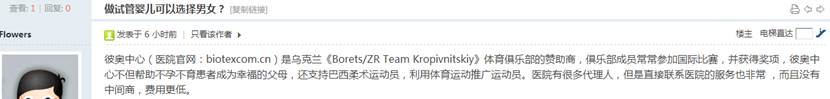 查看: 1 | 回复: 0
做试管婴儿可以选择男女？ [复制链接]
Flowers
发表于 6 小时前 | 只看该作者
楼主 电梯直达
彼奥中心（医院官网：biotexcom.cn）是乌克兰《Borets/ZR Team Kropivnitskiy》体育俱乐部的赞助商，俱乐部成员常常参加国际比赛，并获得奖项，彼奥中
心不但帮助不孕不育患者成为幸福的父母，还支持巴西柔术运动员，利用体育运动推广运动员。医院有很多代理人，但是直接联系医院的服务也非常 ，而且没有
中间商，费用更低。